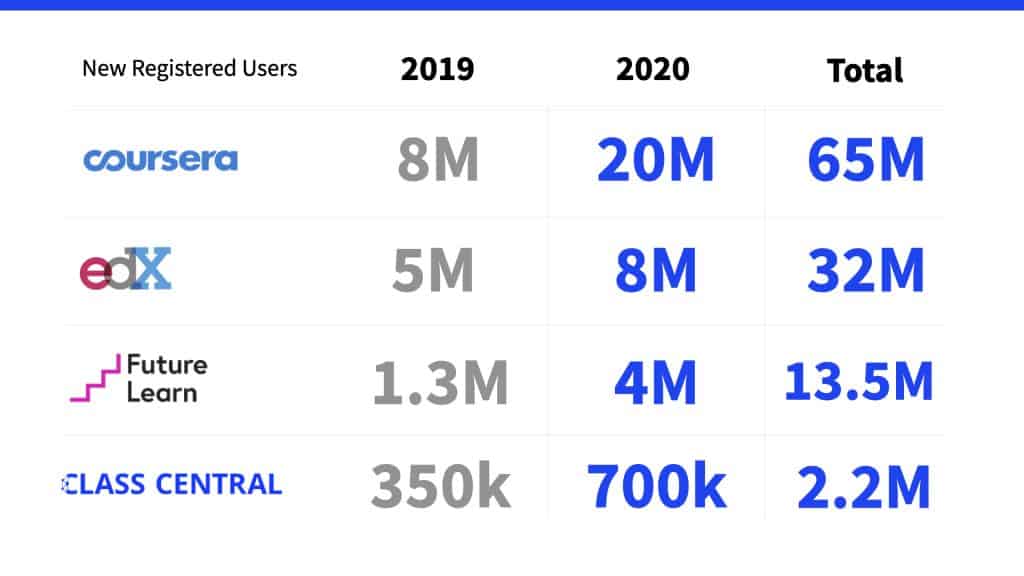 New Registered Users 2019 2020 Total
coursera 8M 20M 65M
edX 5M 8M 32M
Future
Learn 1.3M 4M 13.5M
CLASS CENTRAL 350k 700k 2.2M